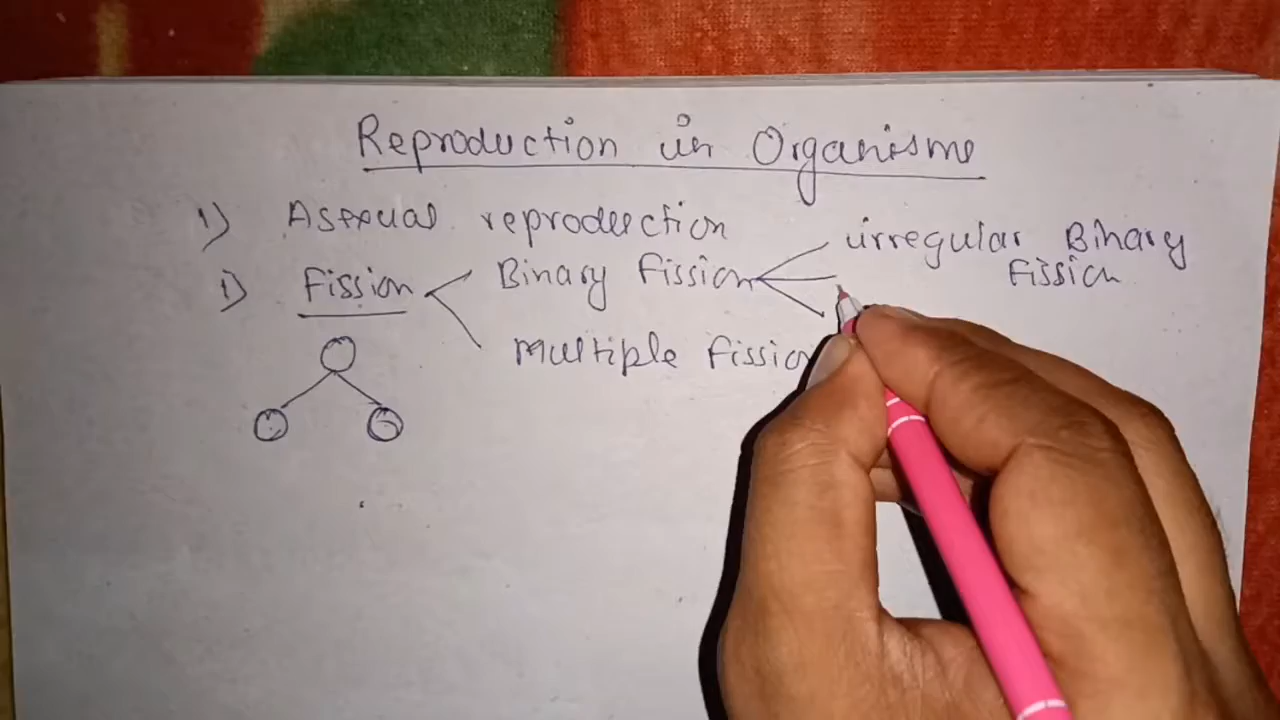 Reproduction in Organisms
1) Asexual reproduction
1) Fission
Binary Fission
irregular Binary
Fission
Multiple Fission